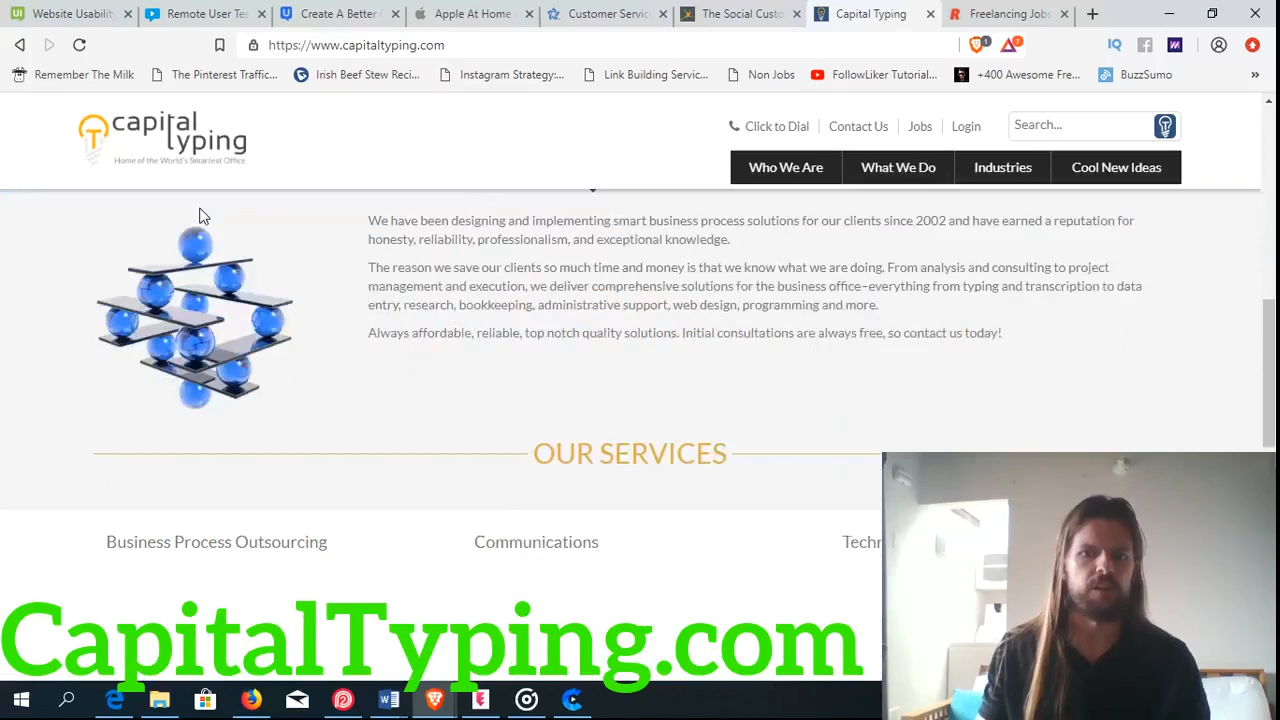 Website Usability
Remote User Tes
Create A Better
Apple At Home
Customer Servic
The Social Custo
Capital Typing
Freelancing Jobs
https://www.capitaltyping.com
1
7
IQ
Remember The Milk
The Pinterest Traffic...
Irish Beef Stew Reci...
Instagram Strategy:...
Link Building Servic...
Non Jobs
FollowLiker Tutorial...
+400 Awesome Fre...
BuzzSumo
»
capital
typing
Home of the World's Smartest Office
Click to Dial
Contact Us
Jobs
Login
Search...
Who We Are
What We Do
Industries
Cool New Ideas
We have been designing and implementing smart business process solutions for our clients since 2002 and have earned a reputation for
honesty, reliability, professionalism, and exceptional knowledge.
The reason we save our clients so much time and money is that we know what we are doing. From analysis and consulting to project
management and execution, we deliver comprehensive solutions for the business office–everything from typing and transcription to data
entry, research, bookkeeping, administrative support, web design, programming and more.
Always affordable, reliable, top notch quality solutions. Initial consultations are always free, so contact us today!
OUR SERVICES
Business Process Outsourcing
Communications
Techn
CapitalTyping.com